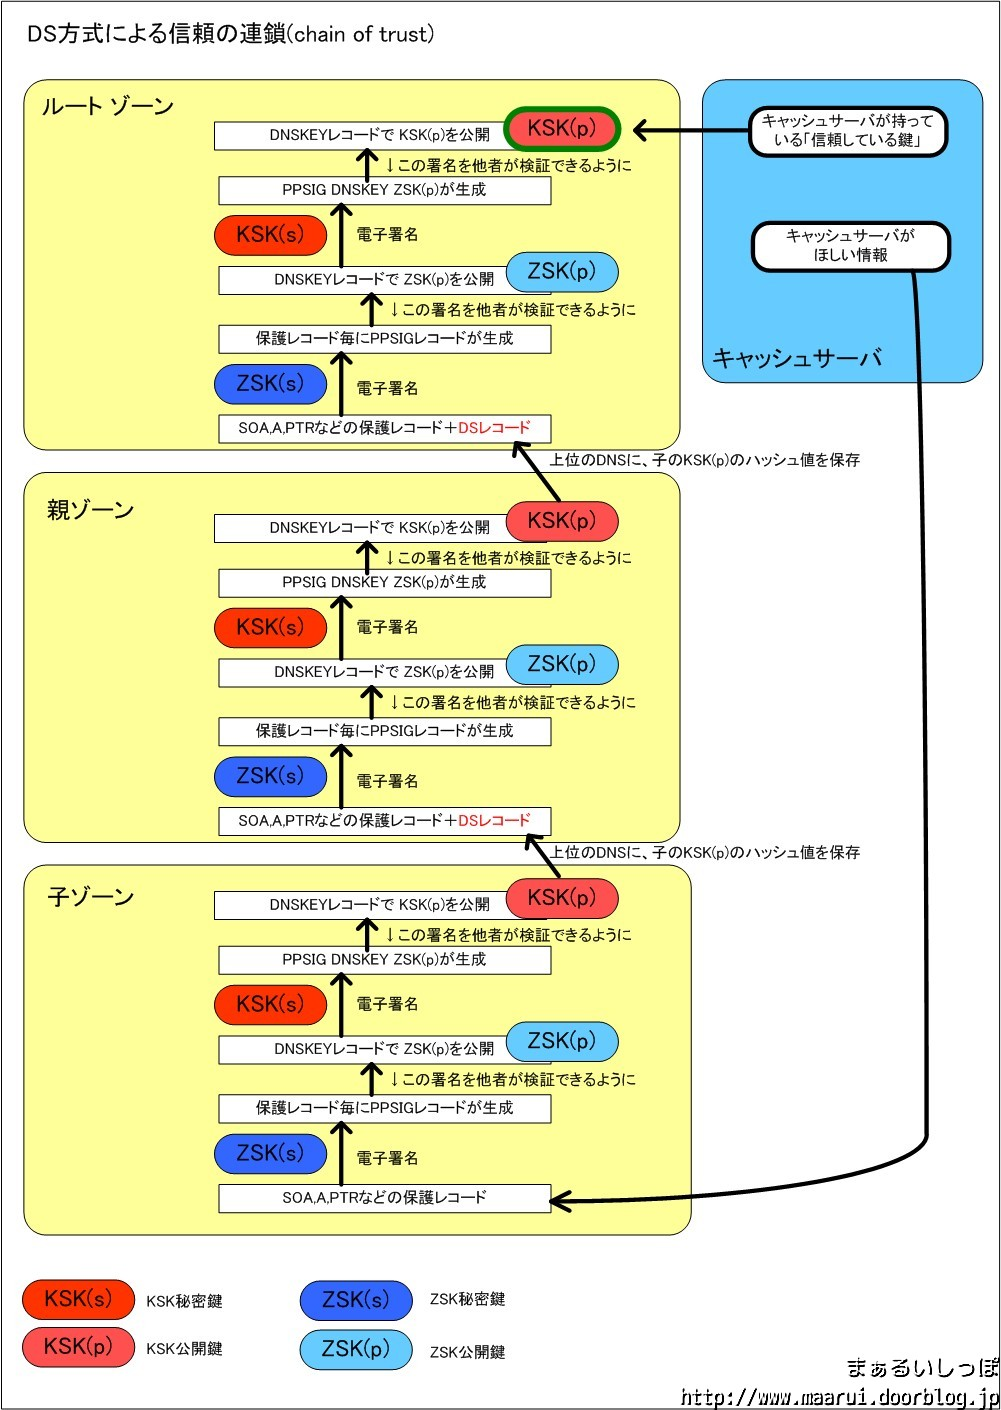 DS方式による信頼の連鎖(chain of trust)
ルート ゾーン
DNSKEYレコードで KSK(p)を公開
KSK(p)
↓この署名を他者が検証できるように
PPSIG DNSKEY ZSK(p)が生成
KSK(s)
電子署名
DNSKEYレコードで ZSK(p)を公開
ZSK(p)
↓この署名を他者が検証できるように
保護レコード毎にPPSIGレコードが生成
ZSK(s)
電子署名
SOA,A,PTRなどの保護レコード+DSレコード
キャッシュサーバが持って
いる「信頼している鍵」
キャッシュサーバが
ほしい情報
キャッシュサーバ
上位のDNSに、子のKSK(p)のハッシュ値を保存
親ゾーン
KSK(p)
DNSKEYレコードで KSK(p)を公開
↓この署名を他者が検証できるように
PPSIG DNSKEY ZSK(p)が生成
KSK(s)
電子署名
DNSKEYレコードで ZSK(p)を公開
ZSK(p)
↓この署名を他者が検証できるように
保護レコード毎にPPSIGレコードが生成
ZSK(s)
電子署名
SOA,A,PTRなどの保護レコード+DSレコード
上位のDNSに、子のKSK(p)のハッシュ値を保存
子ゾーン
KSK(p)
DNSKEYレコードで KSK(p)を公開
↓この署名を他者が検証できるように
PPSIG DNSKEY ZSK(p)が生成
KSK(s)
電子署名
DNSKEYレコードで ZSK(p)を公開
ZSK(p)
↓この署名を他者が検証できるように
保護レコード毎にPPSIGレコードが生成
ZSK(s)
電子署名
SOA,A,PTRなどの保護レコード
KSK(s) KSK秘密鍵
ZSK(s) ZSK秘密鍵
KSK(p) KSK公開鍵
ZSK(p) ZSK公開鍵
まぁるいしっぽ
http://www.maarui.doorblog.jp